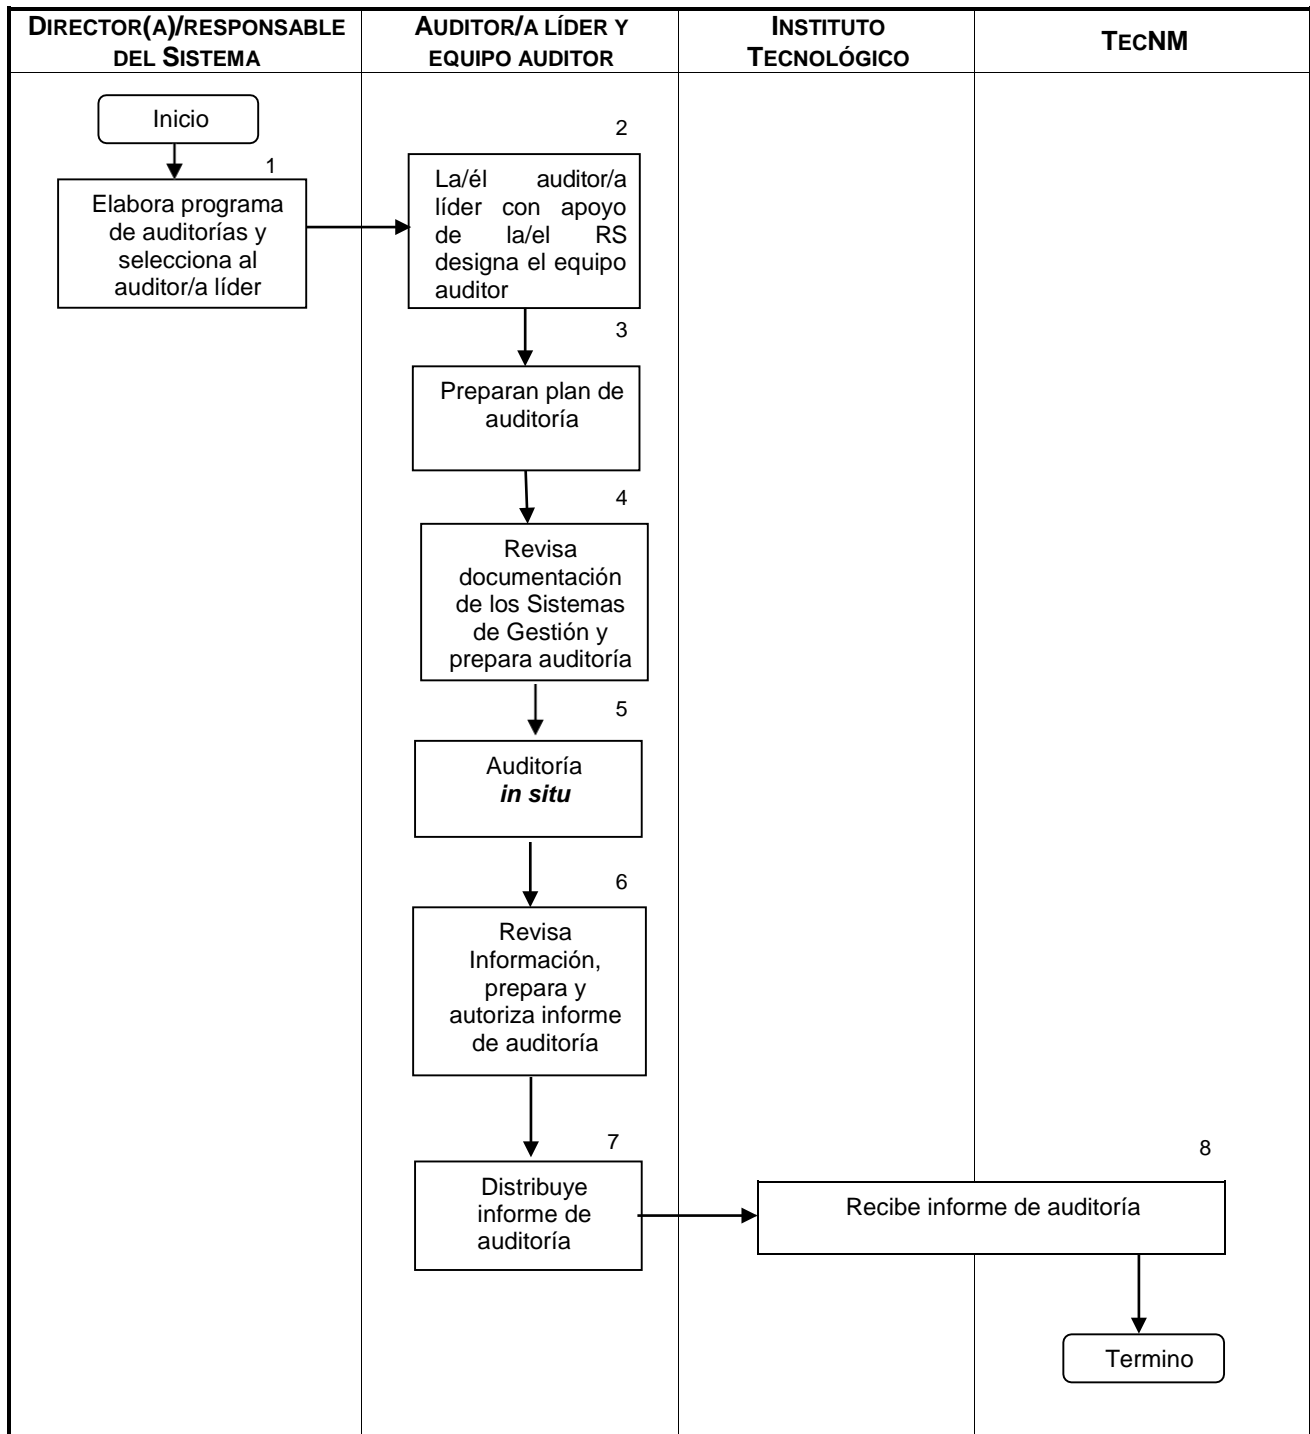 DIRECTOR(A)/RESPONSABLE
DEL SISTEMA
AUDITOR/A LÍDER Y
EQUIPO AUDITOR
INSTITUTO
TECNOLÓGICO
TECNM
Inicio
1
Elabora programa
de auditorías y
selecciona al
auditor/a líder
2
La/él auditor/a
líder con apoyo
de la/el RS
designa el equipo
auditor
3
Preparan plan de
auditoría
4
Revisa
documentación
de los Sistemas
de Gestión y
prepara auditoría
5
Auditoría
in situ
6
Revisa
Información,
prepara y
autoriza informe
de auditoría
7
Distribuye
informe de
auditoría
8
Recibe informe de auditoría
Termino